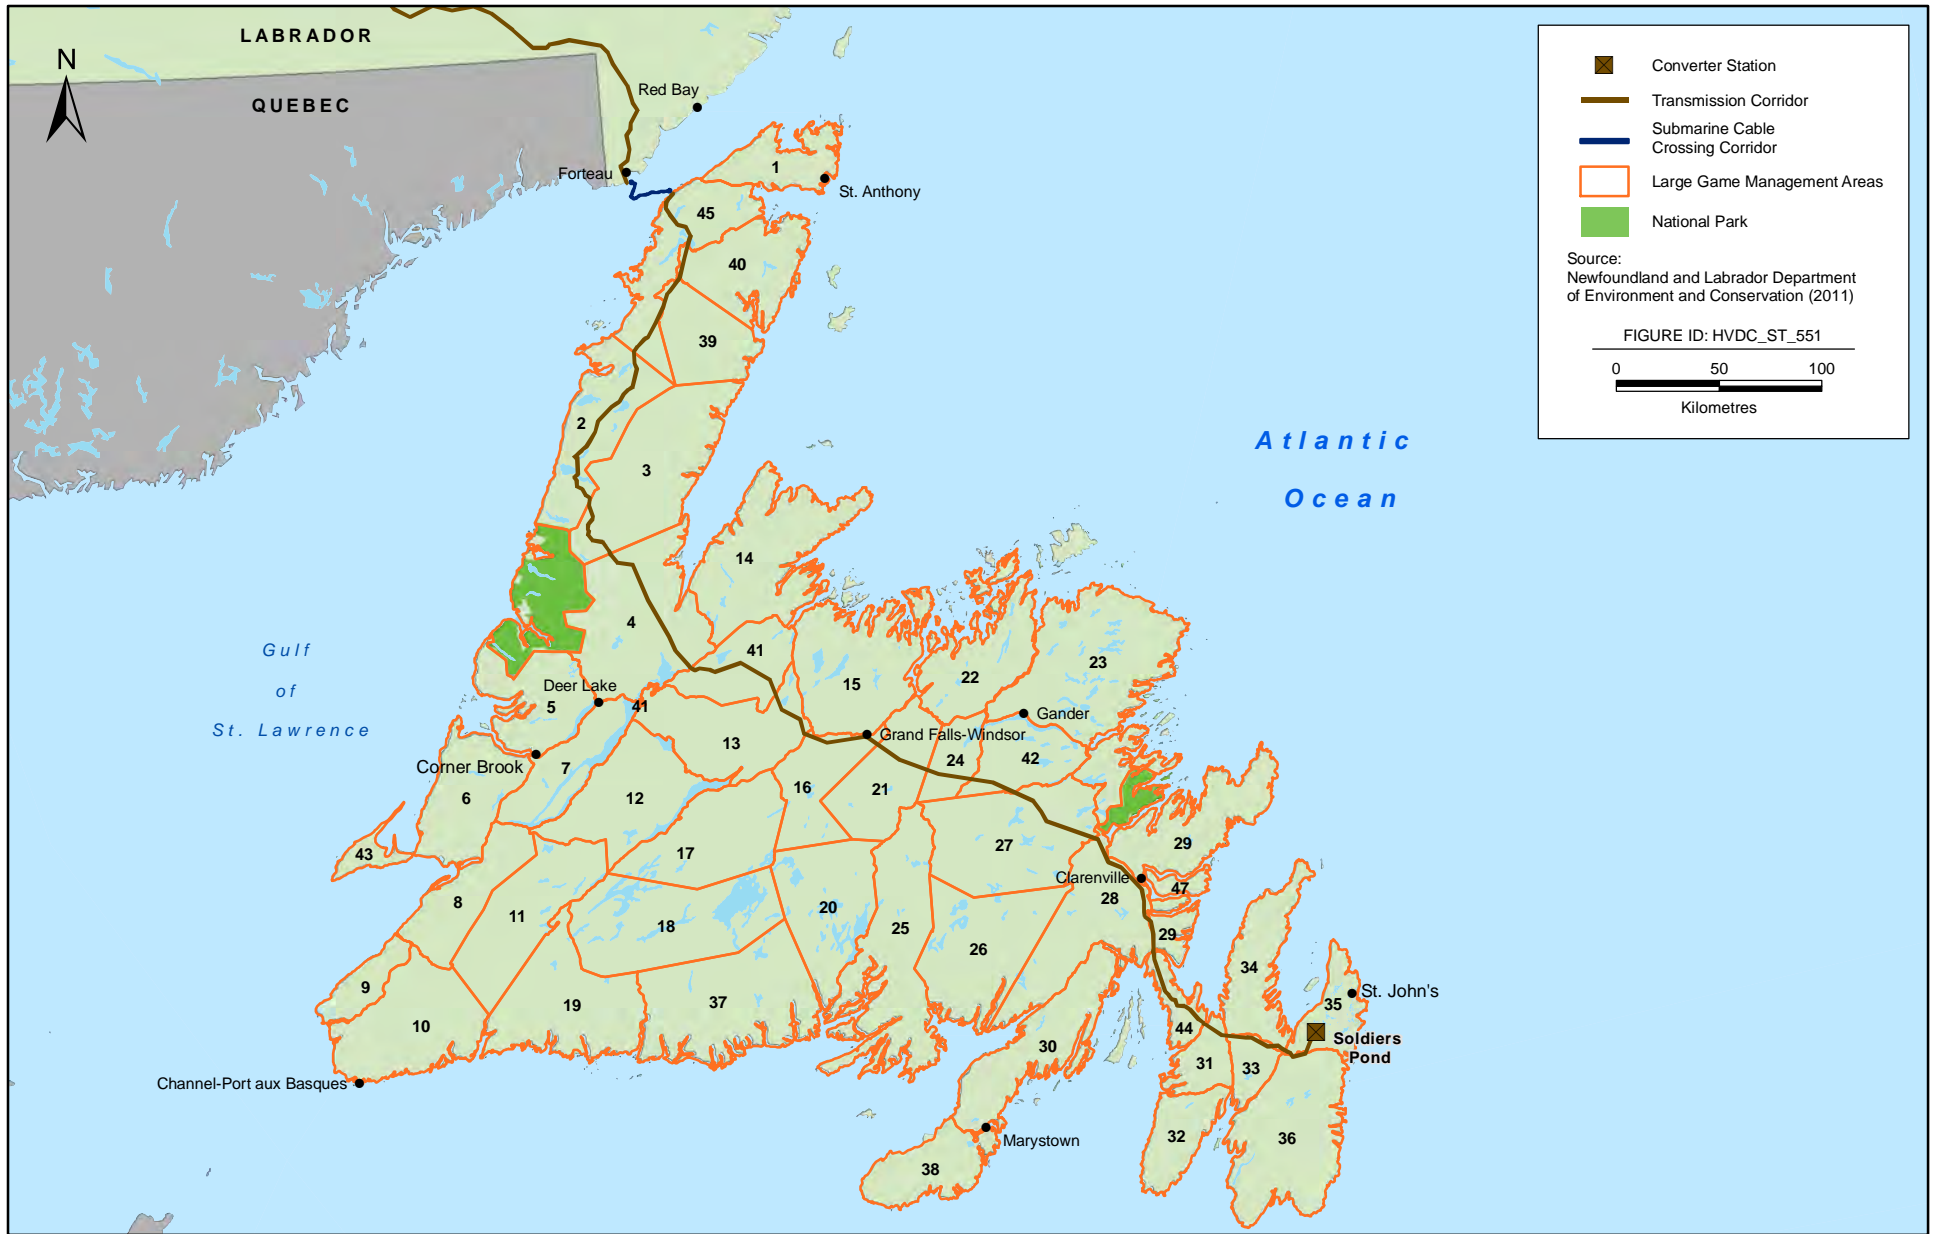 LABRADOR
N
QUEBEC
Red Bay
Forteau
St. Anthony
1
45
40
39
2
3
14
4
41
15
22
23
Gulf
of
St. Lawrence
Deer Lake
5
41
Gander
13
Grand Falls-Windsor
Corner Brook
7
24
42
6
12
16
21
17
27
29
43
Clarenville
47
8
11
18
20
28
25
26
29
34
9
10
19
37
35
St. John's
44
30
Soldiers
Pond
31
33
Channel-Port aux Basques
32
36
Marystown
38
Atlantic
Ocean
Converter Station
Transmission Corridor
Submarine Cable
Crossing Corridor
Large Game Management Areas
National Park
Source:
Newfoundland and Labrador Department
of Environment and Conservation (2011)
FIGURE ID: HVDC_ST_551
0 50 100
Kilometres